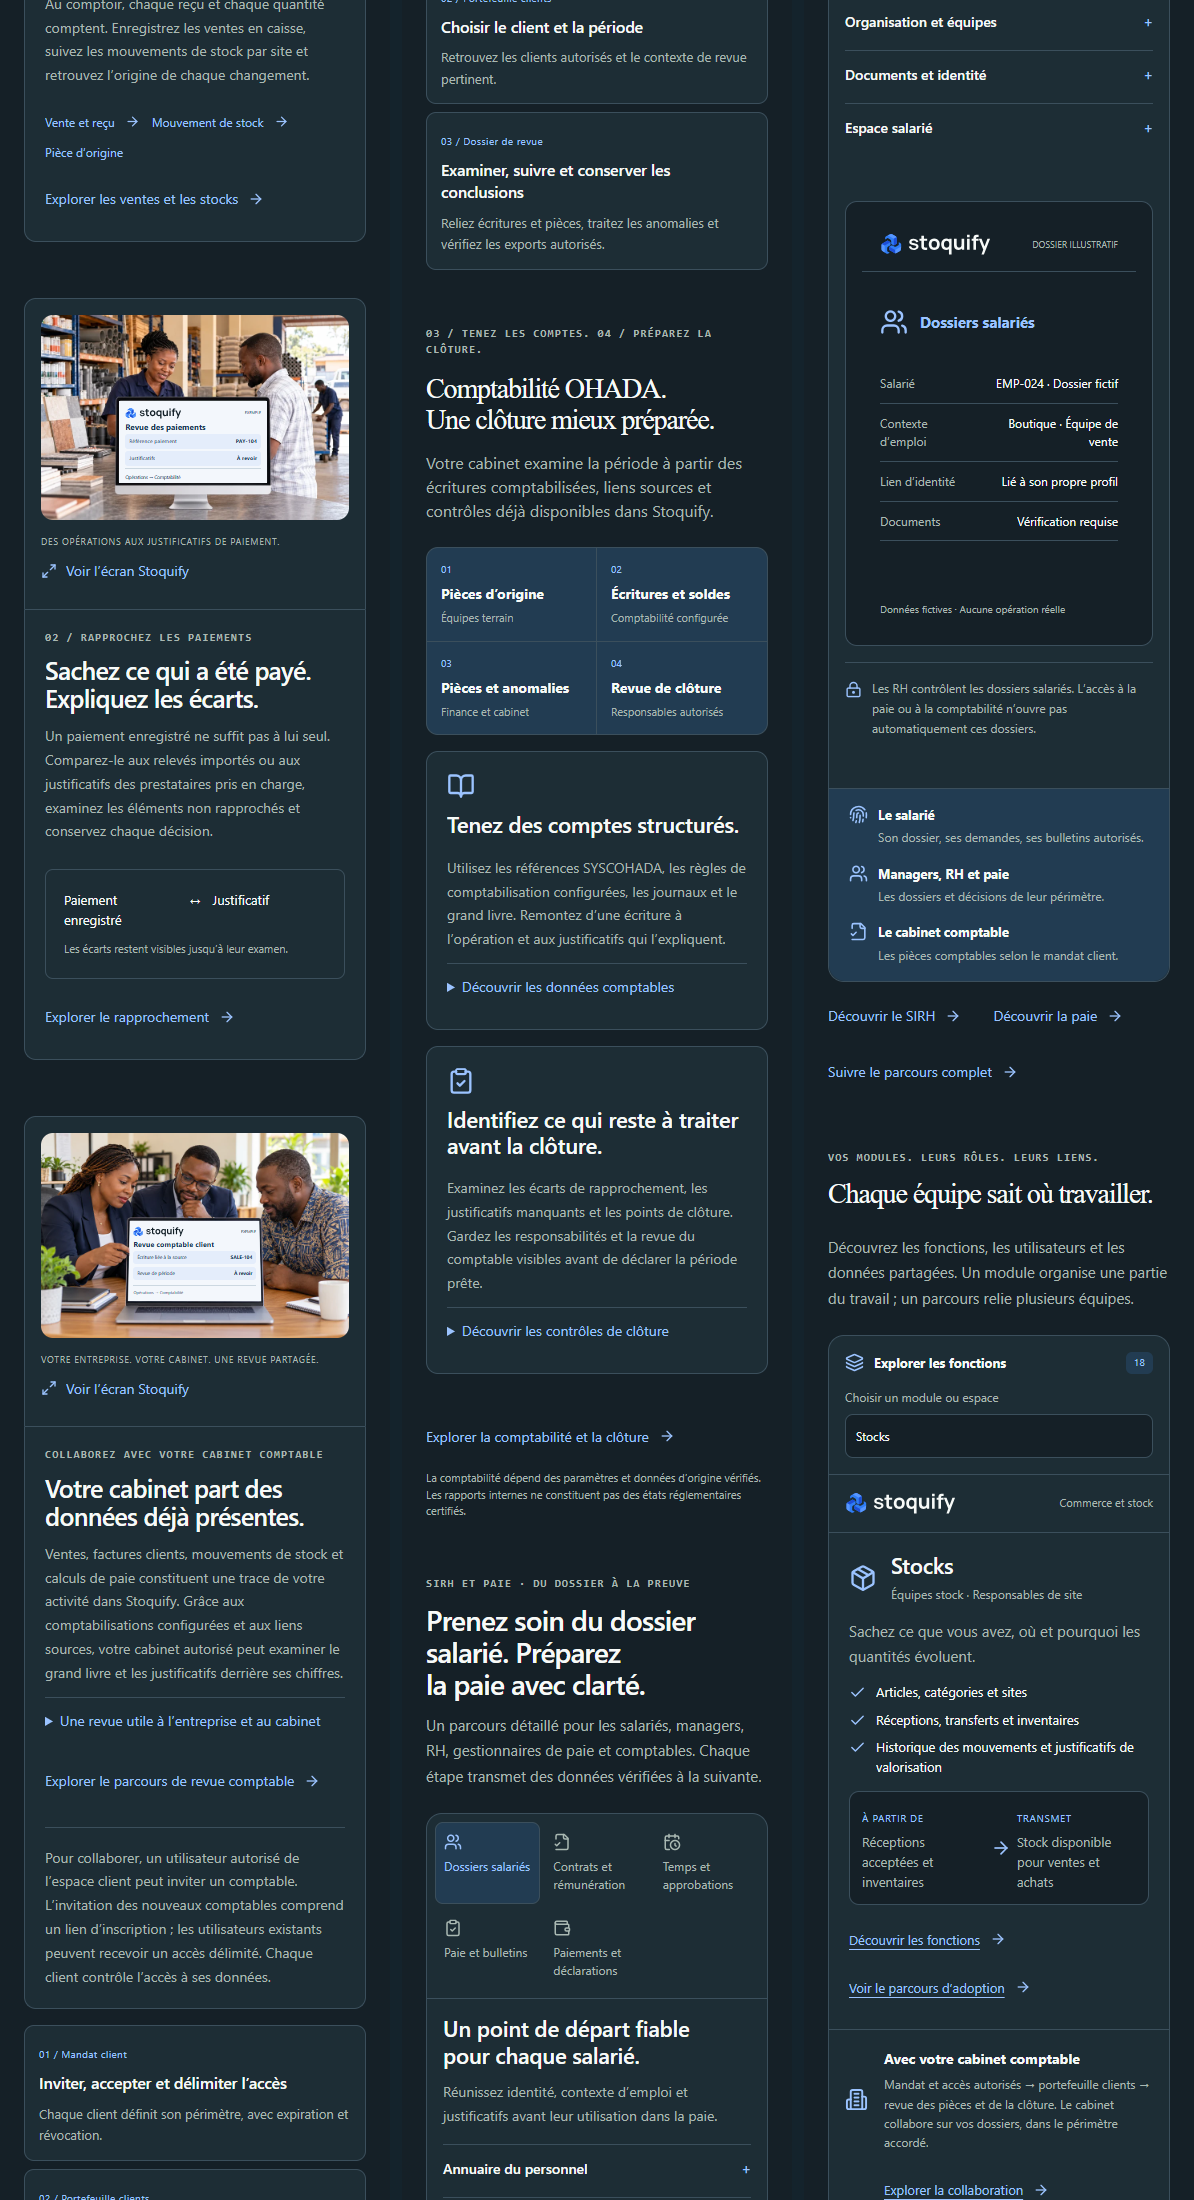 Au comptoir, chaque reçu et chaque quantité
comptent. Enregistrez les ventes en caisse,
suivez les mouvements de stock par site et
retrouvez l’origine de chaque changement.
Vente et reçu → Mouvement de stock →
Pièce d’origine
Explorer les ventes et les stocks →
stoquify
Revue des paiements
Référence paiement PAY-104
Justificatifs À revoir
Opérations → Comptabilité
DES OPÉRATIONS AUX JUSTIFICATIFS DE PAIEMENT.
Voir l’écran Stoquify
02 / RAPPROCHEZ LES PAIEMENTS
Sachez ce qui a été payé.
Expliquez les écarts.
Un paiement enregistré ne suffit pas à lui seul.
Comparez-le aux relevés importés ou aux
justificatifs des prestataires pris en charge,
examinez les éléments non rapprochés et
conservez chaque décision.
Paiement ↔ Justificatif
enregistré
Les écarts restent visibles jusqu’à leur examen.
Explorer le rapprochement →
stoquify
Revue comptable client
Écriture liée à la source SALE-104
Revue de période À revoir
Opérations → Comptabilité
VOTRE ENTREPRISE. VOTRE CABINET. UNE REVUE PARTAGÉE.
Voir l’écran Stoquify
COLLABOREZ AVEC VOTRE CABINET COMPTABLE
Votre cabinet part des
données déjà présentes.
Ventes, factures clients, mouvements de stock et
calculs de paie constituent une trace de votre
activité dans Stoquify. Grâce aux
comptabilisations configurées et aux liens
sources, votre cabinet autorisé peut examiner le
grand livre et les justificatifs derrière ses chiffres.
▶ Une revue utile à l’entreprise et au cabinet
Explorer le parcours de revue comptable →
Pour collaborer, un utilisateur autorisé de
l’espace client peut inviter un comptable.
L’invitation des nouveaux comptables comprend
un lien d’inscription ; les utilisateurs existants
peuvent recevoir un accès délimité. Chaque
client contrôle l’accès à ses données.
01 / Mandat client
Inviter, accepter et délimiter l’accès
Chaque client définit son périmètre, avec expiration et
révocation.
02 / Portefeuille clients
02 / Portefeuille clients
Choisir le client et la période
Retrouvez les clients autorisés et le contexte de revue
pertinent.
03 / Dossier de revue
Examiner, suivre et conserver les
conclusions
Reliez écritures et pièces, traitez les anomalies et
vérifiez les exports autorisés.
03 / TENEZ LES COMPTES. 04 / PRÉPAREZ LA
CLÔTURE.
Comptabilité OHADA.
Une clôture mieux préparée.
Votre cabinet examine la période à partir des
écritures comptabilisées, liens sources et
contrôles déjà disponibles dans Stoquify.
01
Pièces d’origine
Équipes terrain
02
Écritures et soldes
Comptabilité configurée
03
Pièces et anomalies
Finance et cabinet
04
Revue de clôture
Responsables autorisés
Tenez des comptes structurés.
Utilisez les références SYSCOHADA, les règles de
comptabilisation configurées, les journaux et le
grand livre. Remontez d’une écriture à
l’opération et aux justificatifs qui l’expliquent.
▶ Découvrir les données comptables
Identifiez ce qui reste à traiter
avant la clôture.
Examinez les écarts de rapprochement, les
justificatifs manquants et les points de clôture.
Gardez les responsabilités et la revue du
comptable visibles avant de déclarer la période
prête.
▶ Découvrir les contrôles de clôture
Explorer la comptabilité et la clôture →
La comptabilité dépend des paramètres et données d’origine vérifiés.
Les rapports internes ne constituent pas des états réglementaires
certifiés.
SIRH ET PAIE · DU DOSSIER À LA PREUVE
Prenez soin du dossier
salarié. Préparez
la paie avec clarté.
Un parcours détaillé pour les salariés, managers,
RH, gestionnaires de paie et comptables. Chaque
étape transmet des données vérifiées à la suivante.
Dossiers salariés
Contrats et
rémunération
Temps et
approbations
Paie et bulletins
Paiements et
déclarations
Un point de départ fiable
pour chaque salarié.
Réunissez identité, contexte d’emploi et
justificatifs avant leur utilisation dans la paie.
Annuaire du personnel +
Organisation et équipes +
Documents et identité +
Espace salarié +
stoquify DOSSIER ILLUSTRATIF
Dossiers salariés
Salarié EMP-024 · Dossier fictif
Contexte Boutique · Équipe de
d’emploi vente
Lien d’identité Lié à son propre profil
Documents Vérification requise
Données fictives · Aucune opération réelle
Les RH contrôlent les dossiers salariés. L’accès à la
paie ou à la comptabilité n’ouvre pas
automatiquement ces dossiers.
Le salarié
Son dossier, ses demandes, ses bulletins autorisés.
Managers, RH et paie
Les dossiers et décisions de leur périmètre.
Le cabinet comptable
Les pièces comptables selon le mandat client.
Découvrir le SIRH → Découvrir la paie →
Suivre le parcours complet →
VOS MODULES. LEURS RÔLES. LEURS LIENS.
Chaque équipe sait où travailler.
Découvrez les fonctions, les utilisateurs et les
données partagées. Un module organise une partie
du travail ; un parcours relie plusieurs équipes.
Explorer les fonctions 18
Choisir un module ou espace
Stocks
stoquify Commerce et stock
Stocks
Équipes stock · Responsables de site
Sachez ce que vous avez, où et pourquoi les
quantités évoluent.
Articles, catégories et sites
Réceptions, transferts et inventaires
Historique des mouvements et justificatifs de
valorisation
À PARTIR DE
Réceptions
acceptées et
inventaires
→
TRANSMET
Stock disponible
pour ventes et
achats
Découvrir les fonctions →
Voir le parcours d’adoption →
Avec votre cabinet comptable
Mandat et accès autorisés → portefeuille clients →
revue des pièces et de la clôture. Le cabinet
collabore sur vos dossiers, dans le périmètre
accordé.
Explorer la collaboration →